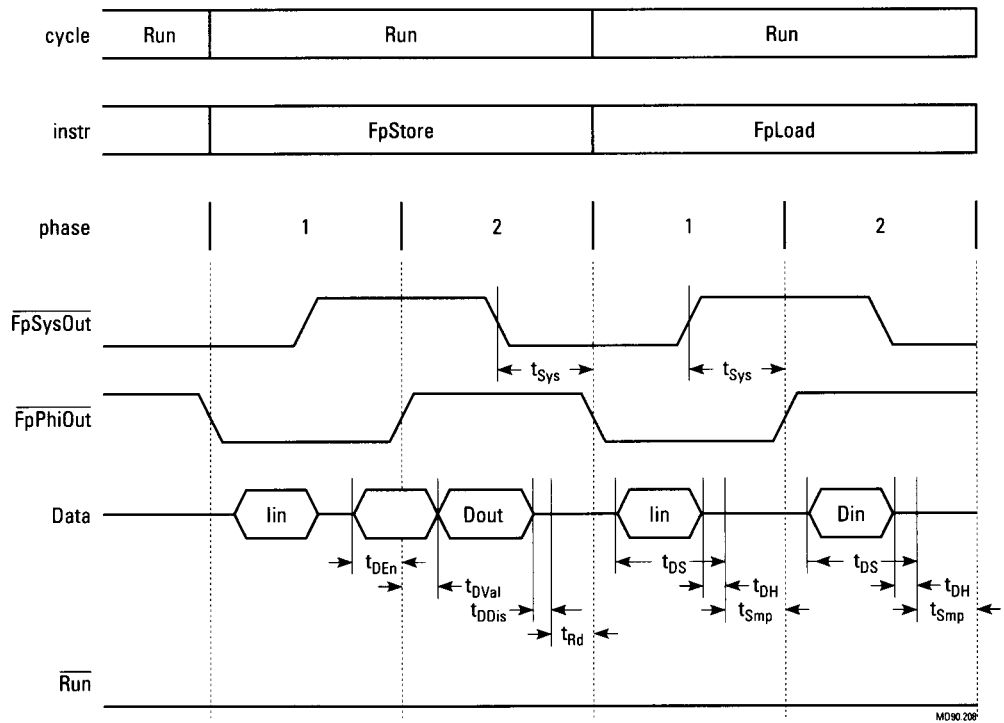 cycle Run Run Run
instr FpStore FpLoad
phase 1 2 1 2
FpSysOut
tSys tSys
FpPhiOut
Data Iin Dout Iin Din
tDEn tDS tDS
tDVal tDH tDH
tDDis tSmp tSmp
tRd
Run
MD90.208